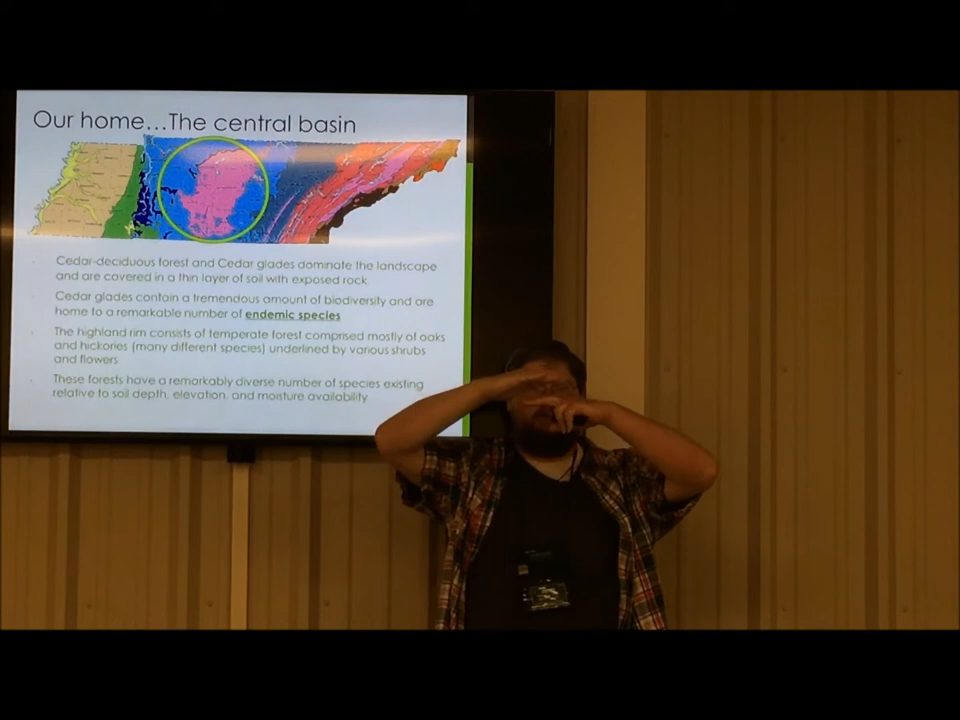 Our home...The central basin
Cedar-deciduous forest and Cedar glades dominate the landscape
and are covered in a thin layer of soil with exposed rock.
Cedar glades contain a tremendous amount of biodiversity and are
home to a remarkable number of endemic species
The highland rim consists of temperate forest comprised mostly of oaks
and hickories (many different species) underlined by various shrubs
and flowers.
These forests have a remarkably diverse number of species existing
relative to soil depth, elevation, and moisture availability